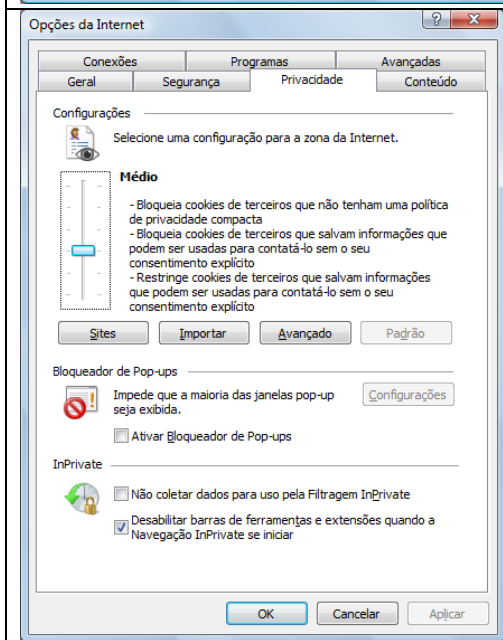 Opções da Internet
Conexões Programas Avançadas
Geral Segurança Privacidade Conteúdo
Configurações
Selecione uma configuração para a zona da Internet.
Médio
- Bloqueia cookies de terceiros que não tenham uma política
de privacidade compacta
- Bloqueia cookies de terceiros que salvam informações que
podem ser usadas para contatá-lo sem o seu
consentimento explícito
- Restringe cookies de terceiros que salvam informações
que podem ser usadas para contatá-lo sem o seu
consentimento explícito
Sites Importar Avançado Padrão
Bloqueador de Pop-ups
Impede que a maioria das janelas pop-up
seja exibida.
Configurações
Ativar Bloqueador de Pop-ups
InPrivate
Não coletar dados para uso pela Filtragem InPrivate
Desabilitar barras de ferramentas e extensões quando a
Navegação InPrivate se iniciar
OK Cancelar Aplicar